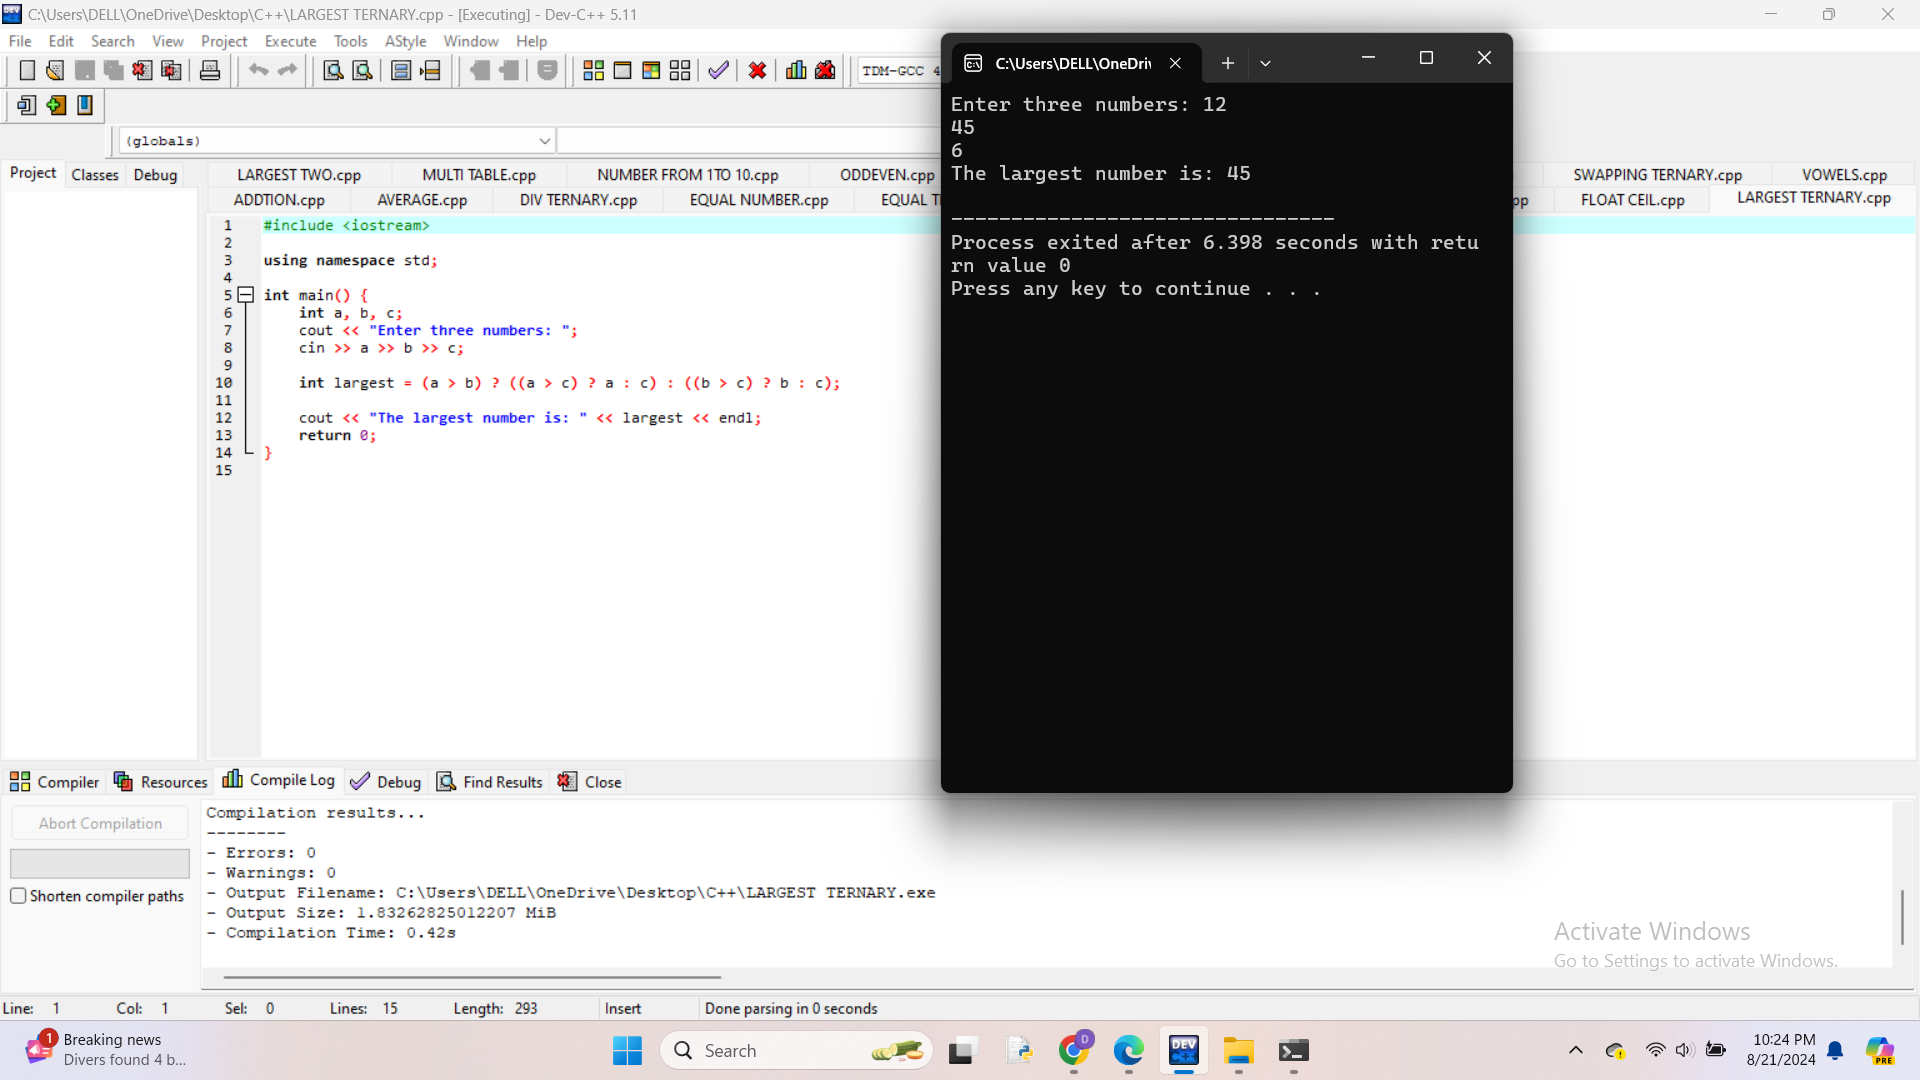 C:\Users\DELL\OneDrive\Desktop\C++\LARGEST TERNARY.cpp - [Executing] - Dev-C++ 5.11
File Edit Search View Project Execute Tools AStyle Window Help
TDM-GCC 4
(globals)
Project Classes Debug
LARGEST TWO.cpp MULTI TABLE.cpp NUMBER FROM 1TO 10.cpp ODDEVEN.cpp SWAPPING TERNARY.cpp VOWELS.cpp
ADDTION.cpp AVERAGE.cpp DIV TERNARY.cpp EQUAL NUMBER.cpp EQUAL pp FLOAT CEIL.cpp LARGEST TERNARY.cpp
1 #include <iostream>
2
3 using namespace std;
4
5 int main() {
6 int a, b, c;
7 cout << "Enter three numbers: ";
8 cin >> a >> b >> c;
9
10 int largest = (a > b) ? ((a > c) ? a : c) : ((b > c) ? b : c);
11
12 cout << "The largest number is: " << largest << endl;
13 return 0;
14 }
15
C:\Users\DELL\OneDriv
Enter three numbers: 12
45
6
The largest number is: 45
--------------------------------
Process exited after 6.398 seconds with retu
rn value 0
Press any key to continue . . .
Compiler Resources Compile Log Debug Find Results Close
Abort Compilation
Shorten compiler paths
Compilation results...
--------
- Errors: 0
- Warnings: 0
- Output Filename: C:\Users\DELL\OneDrive\Desktop\C++\LARGEST TERNARY.exe
- Output Size: 1.83262825012207 MiB
- Compilation Time: 0.42s
Activate Windows
Go to Settings to activate Windows.
Line: 1 Col: 1 Sel: 0 Lines: 15 Length: 293 Insert Done parsing in 0 seconds
1
Breaking news
Divers found 4 b...
Search
D
DEV
C++
10:24 PM
8/21/2024
PRE